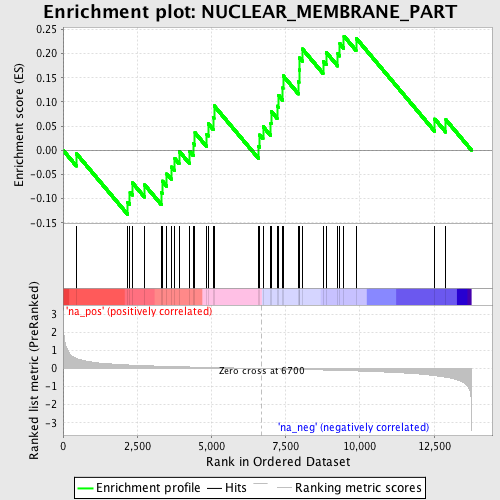 Enrichment plot: NUCLEAR_MEMBRANE_PART
Enrichment score (ES)
0.25
0.20
0.15
0.10
0.05
0.00
-0.05
-0.10
-0.15
Ranked list metric (PreRanked)
3
2
1
0
-1
-2
-3
'na_pos' (positively correlated)
Zero cross at 6700
'na_neg' (negatively correlated)
0
2,500
5,000
7,500
10,000
12,500
Rank in Ordered Dataset
Enrichment profile
Hits
Ranking metric scores